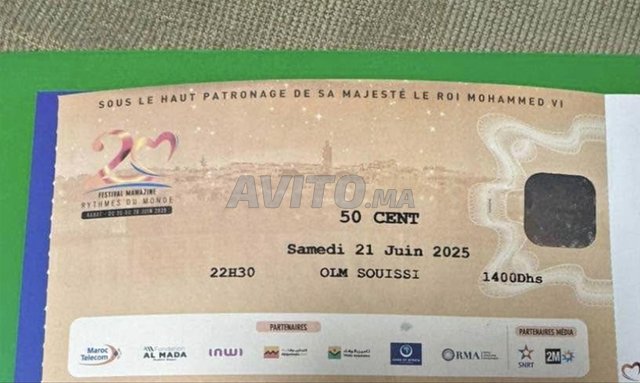 SOUS LE HAUT PATRONAGE DE SA MAJESTÉ LE ROI MOHAMMED VI
20
FESTIVAL MAWAZINE
RYTHMES DU MONDE
AVITO.MA
50 CENT
Samedi 21 Juin 2025
22H30 OLM SOUISSI 1400Dhs
PARTENAIRES
PARTENAIRES MÉDIA
Maroc Telecom
Fondation AL MADA
inwi
RMA
SNRT
2M